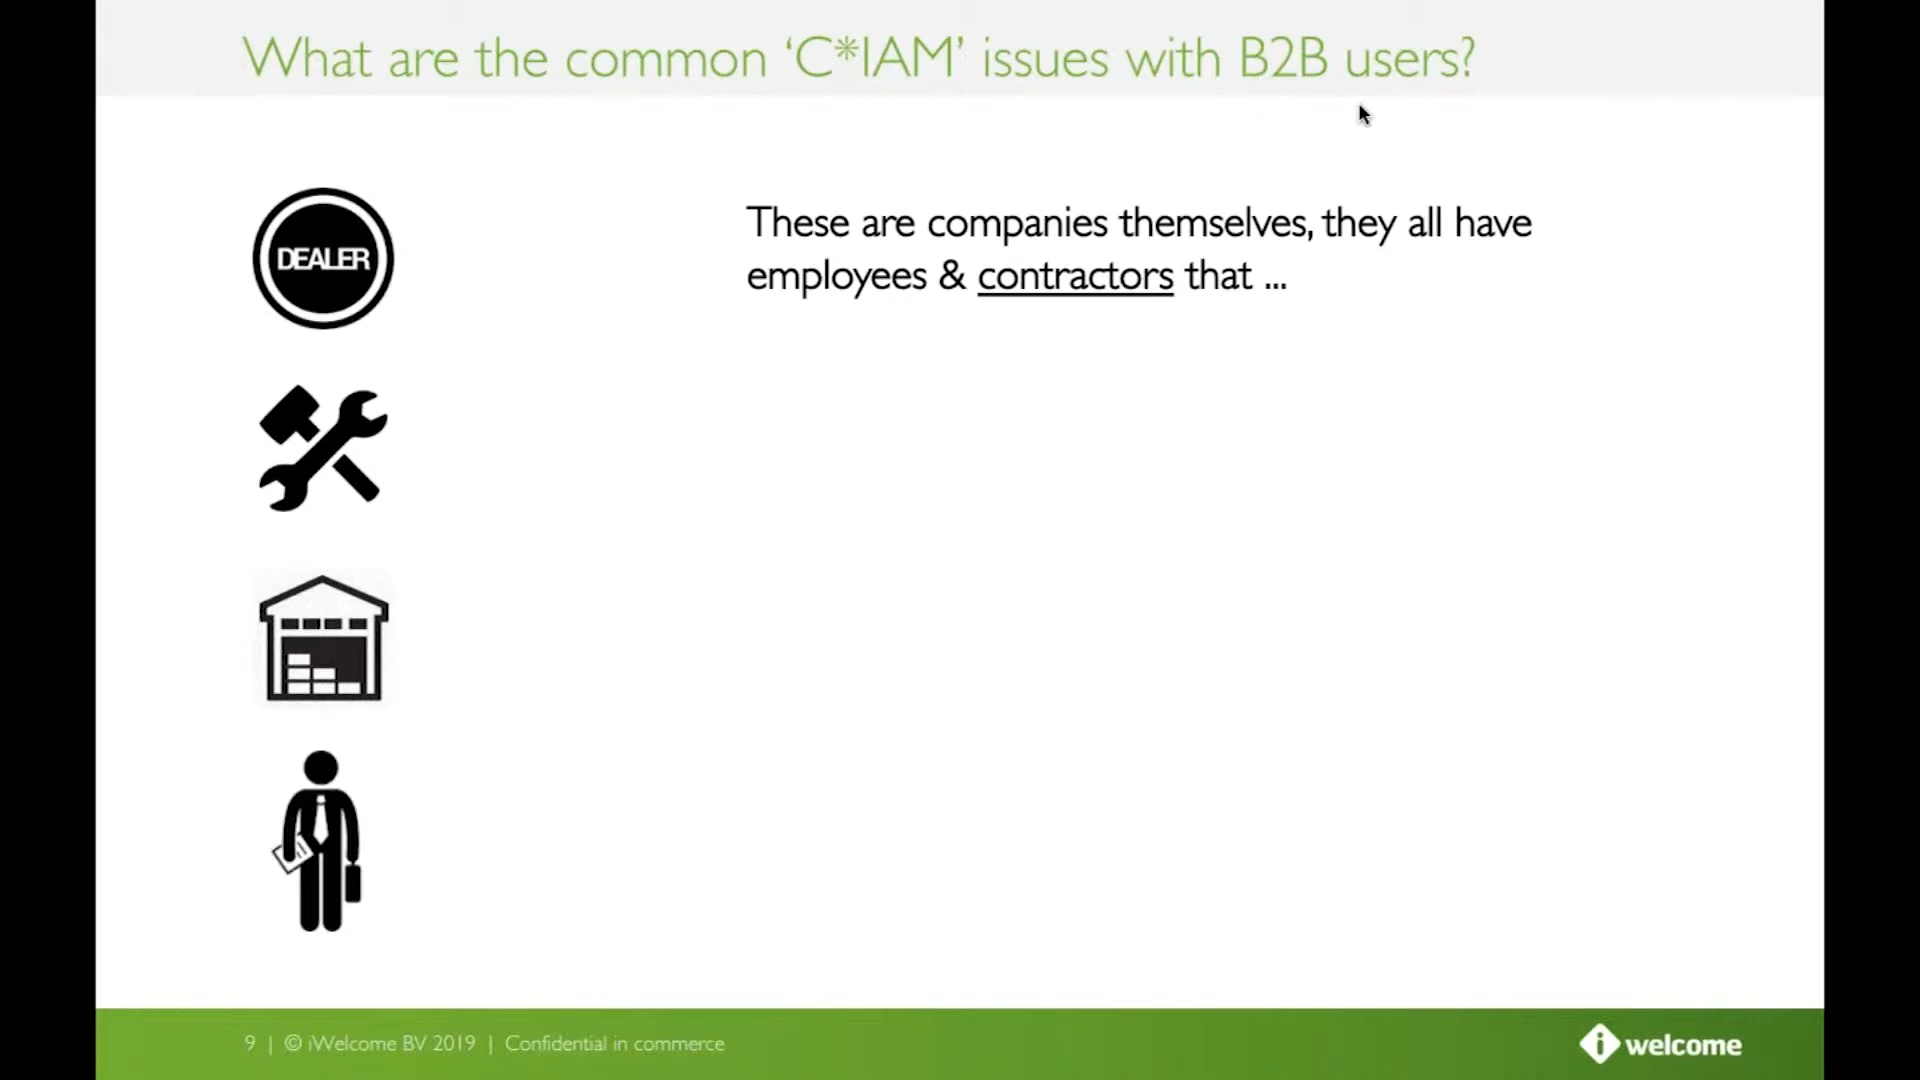 What are the common ‘C*IAM’ issues with B2B users?
DEALER
These are companies themselves, they all have
employees & contractors that ...
9 | © iWelcome BV 2019 | Confidential in commerce
i welcome